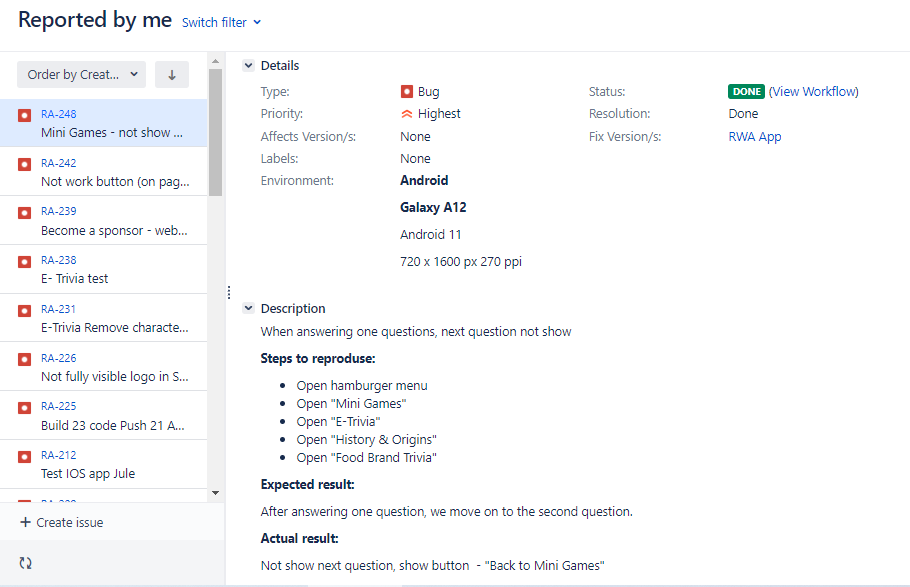 Reported by me Switch filter
Order by Creat...
RA-248
Mini Games - not show ...
RA-242
Not work button (on pag...
RA-239
Become a sponsor - web...
RA-238
E- Trivia test
RA-231
E-Trivia Remove characte...
RA-226
Not fully visible logo in S...
RA-225
Build 23 code Push 21 A...
RA-212
Test IOS app Jule
+ Create issue
Details
Type: Bug Status: DONE (View Workflow)
Priority: Highest Resolution: Done
Affects Version/s: None Fix Version/s: RWA App
Labels: None
Environment: Android
Galaxy A12
Android 11
720 x 1600 px 270 ppi
Description
When answering one questions, next question not show
Steps to reproduse:
• Open hamburger menu
• Open "Mini Games"
• Open "E-Trivia"
• Open "History & Origins"
• Open "Food Brand Trivia"
Expected result:
After answering one question, we move on to the second question.
Actual result:
Not show next question, show button - "Back to Mini Games"